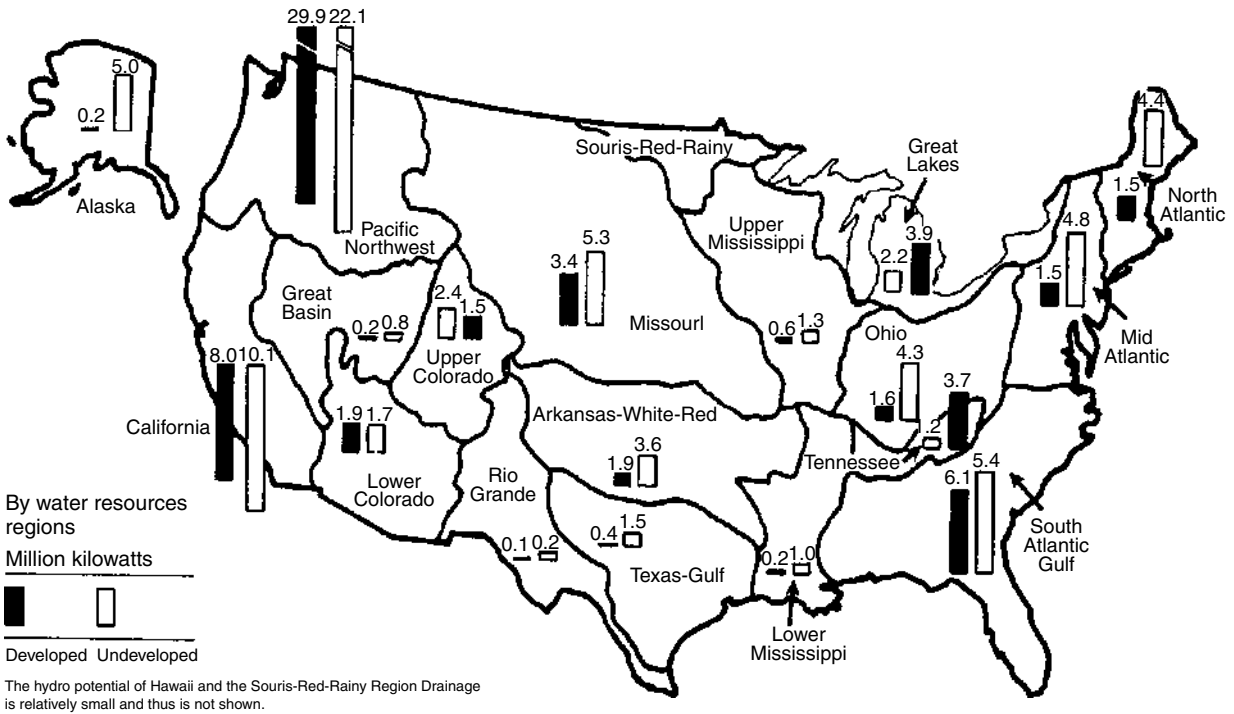 29.9 22.1
5.0
0.2
Alaska
Pacific
Northwest
Souris-Red-Rainy
Great
Lakes
4.4
1.5
North
Atlantic
Upper
Mississippi
3.9
2.2
4.8
1.5
Mid
Atlantic
3.4
5.3
Missourl
Great
Basin
0.2 0.8
2.4
1.5
Upper
Colorado
0.6 1.3
Ohio
4.3
1.6
3.7
1.2
Tennessee
8.0 10.1
California
1.9 1.7
Lower
Colorado
Arkansas-White-Red
3.6
1.9
Rio
Grande
0.1 0.2
0.4 1.5
Texas-Gulf
0.2 1.0
Lower
Mississippi
6.1
5.4
South
Atlantic
Gulf
By water resources
regions
Million kilowatts
Developed Undeveloped
The hydro potential of Hawaii and the Souris-Red-Rainy Region Drainage
is relatively small and thus is not shown.